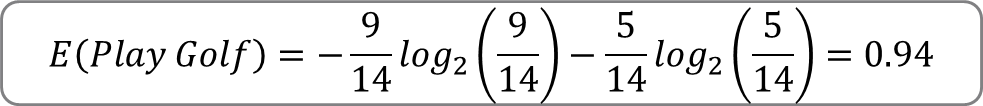 E(Play Golf) = −9/14 log₂(9/14) − 5/14 log₂(5/14) = 0.94